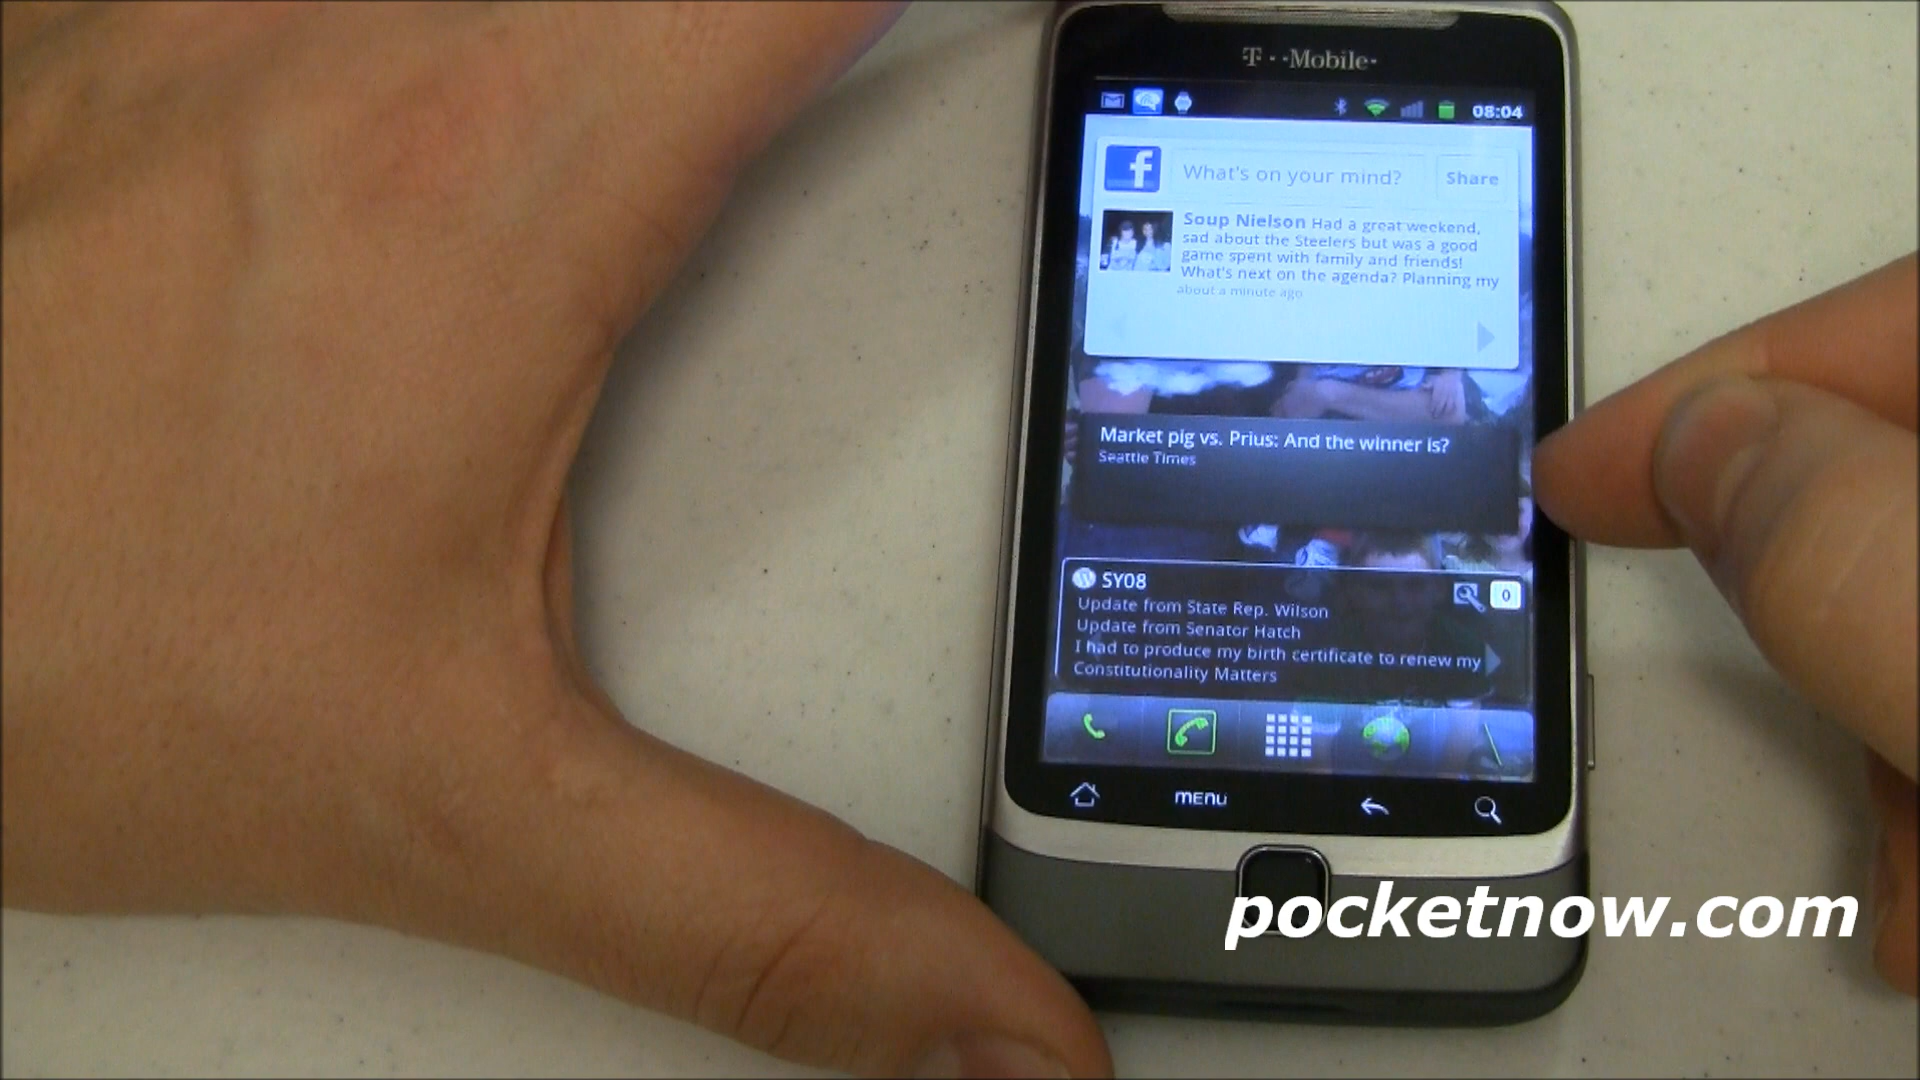 T··Mobile·
08:04
f
What's on your mind?
Share
Soup Nielson Had a great weekend,
sad about the Steelers but was a good
game spent with family and friends!
What's next on the agenda? Planning my
about a minute ago
Market pig vs. Prius: And the winner is?
Seattle Times
SY08
0
Update from State Rep. Wilson
Update from Senator Hatch
I had to produce my birth certificate to renew my
Constitutionality Matters
menu
pocketnow.com